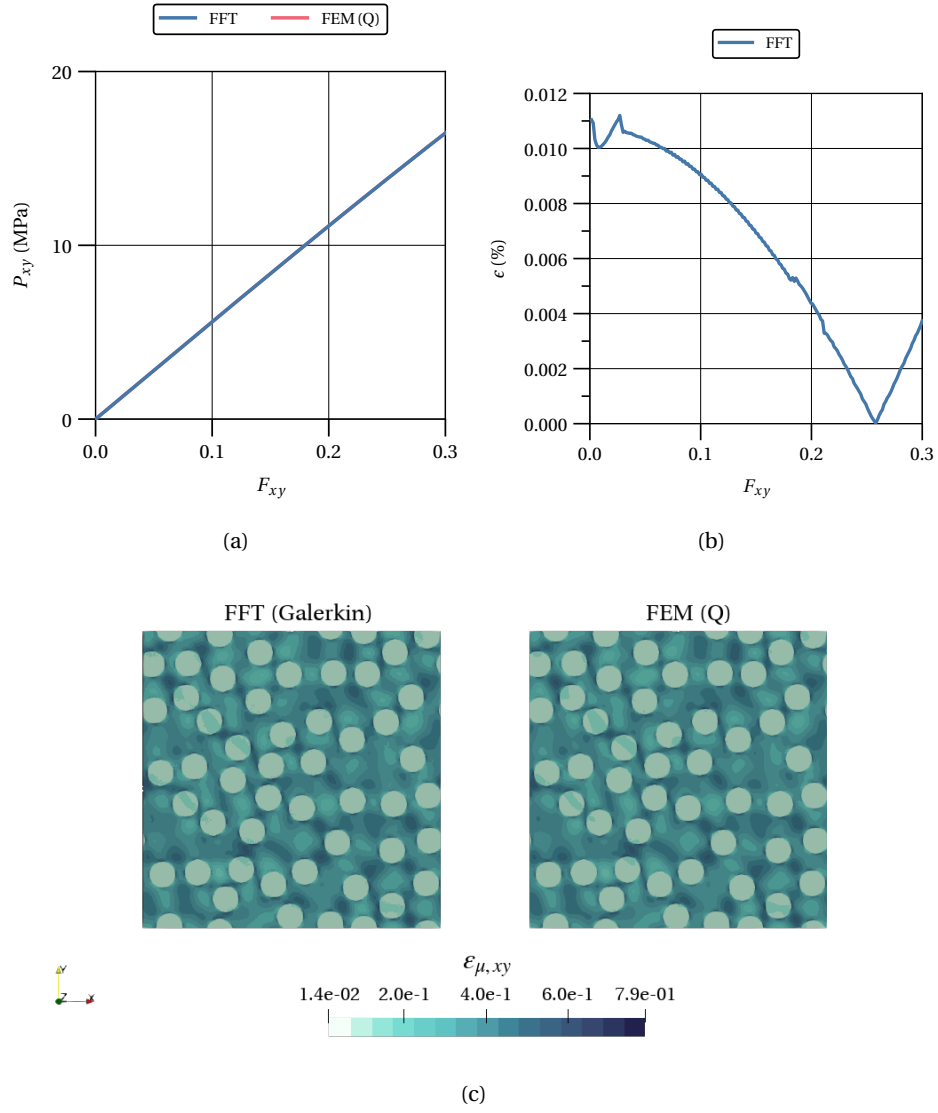 FFT FEM (Q)
20
10
0
P_xy (MPa)
0.0 0.1 0.2 0.3
F_xy
(a)
FFT
0.012
0.010
0.008
0.006
0.004
0.002
0.000
ϵ (%)
0.0 0.1 0.2 0.3
F_xy
(b)
FFT (Galerkin) FEM (Q)
Y
Z X
ε_μ,xy
1.4e-02 2.0e-1 4.0e-1 6.0e-1 7.9e-01
(c)